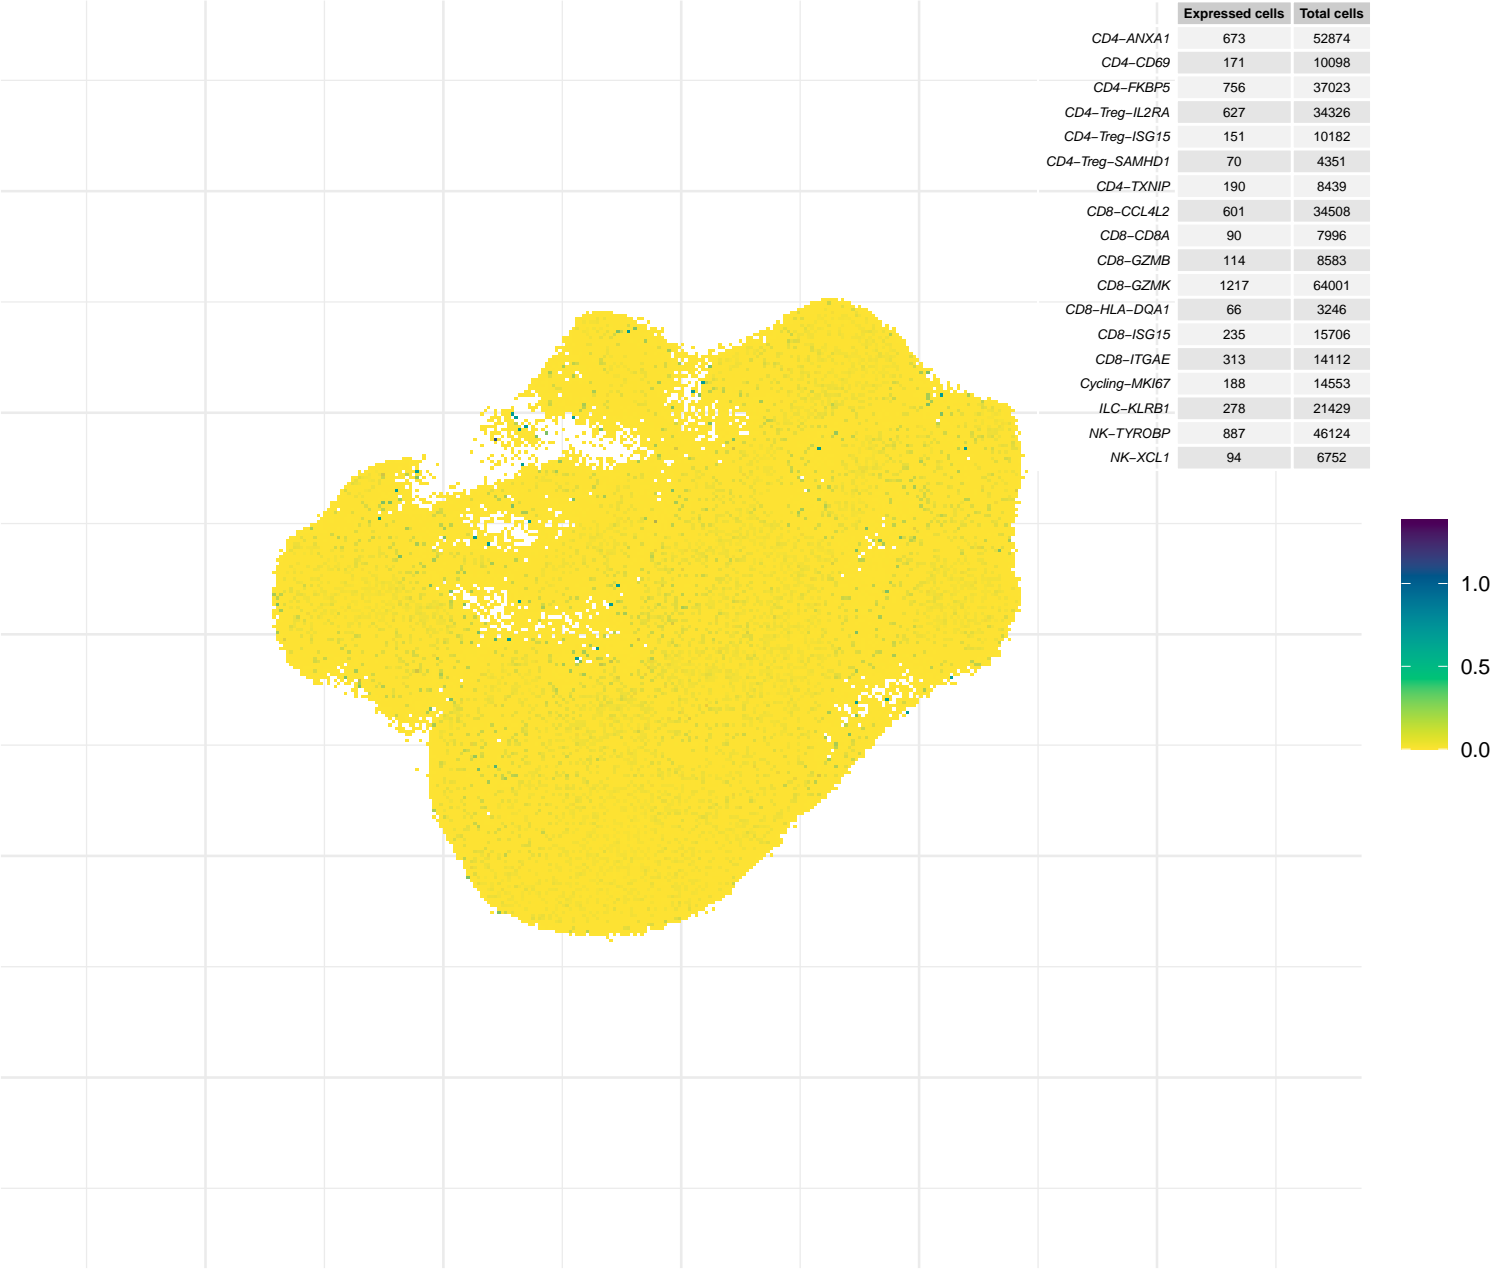 Expressed cells Total cells
CD4−ANXA1 673 52874
CD4−CD69 171 10098
CD4−FKBP5 756 37023
CD4−Treg−IL2RA 627 34326
CD4−Treg−ISG15 151 10182
CD4−Treg−SAMHD1 70 4351
CD4−TXNIP 190 8439
CD8−CCL4L2 601 34508
CD8−CD8A 90 7996
CD8−GZMB 114 8583
CD8−GZMK 1217 64001
CD8−HLA−DQA1 66 3246
CD8−ISG15 235 15706
CD8−ITGAE 313 14112
Cycling−MKI67 188 14553
ILC−KLRB1 278 21429
NK−TYROBP 887 46124
NK−XCL1 94 6752
1.0
0.5
0.0